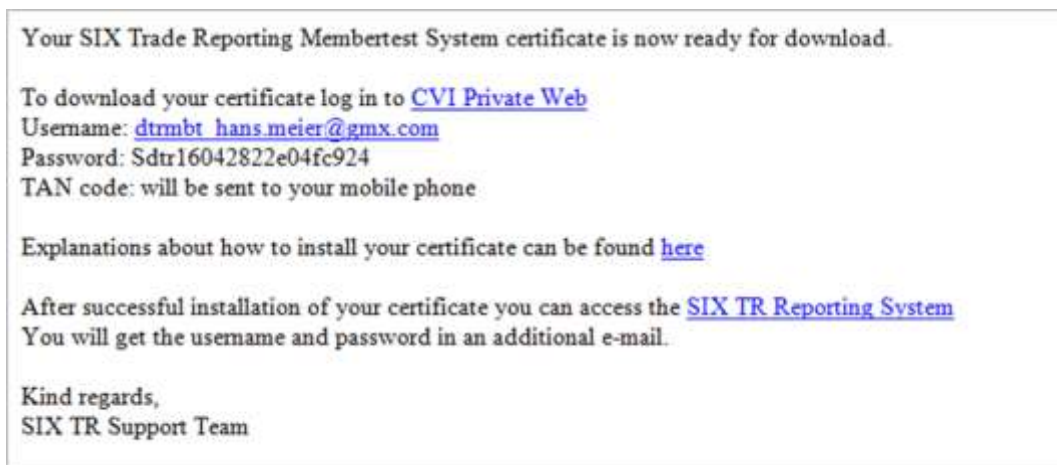 Your SIX Trade Reporting Membertest System certificate is now ready for download.
To download your certificate log in to CVI Private Web
Username: dtrmbt_hans.meier@gmx.com
Password: Sdtr16042822e04fc924
TAN code: will be sent to your mobile phone
Explanations about how to install your certificate can be found here
After successful installation of your certificate you can access the SIX TR Reporting System
You will get the username and password in an additional e-mail.
Kind regards,
SIX TR Support Team